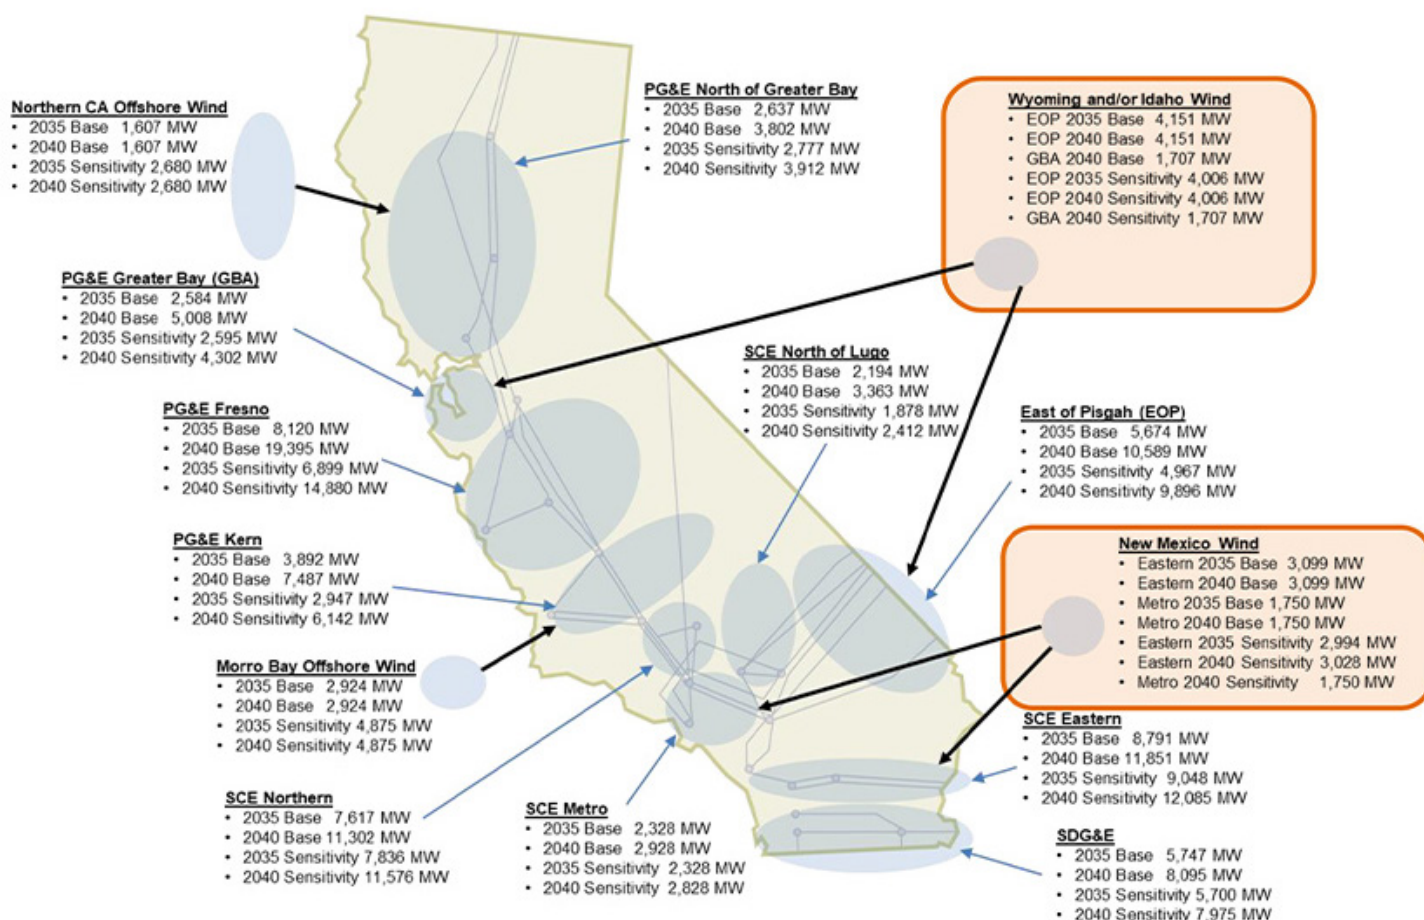 Northern CA Offshore Wind
• 2035 Base 1,607 MW
• 2040 Base 1,607 MW
• 2035 Sensitivity 2,680 MW
• 2040 Sensitivity 2,680 MW
PG&E North of Greater Bay
• 2035 Base 2,637 MW
• 2040 Base 3,802 MW
• 2035 Sensitivity 2,777 MW
• 2040 Sensitivity 3,912 MW
Wyoming and/or Idaho Wind
• EOP 2035 Base 4,151 MW
• EOP 2040 Base 4,151 MW
• GBA 2040 Base 1,707 MW
• EOP 2035 Sensitivity 4,006 MW
• EOP 2040 Sensitivity 4,006 MW
• GBA 2040 Sensitivity 1,707 MW
PG&E Greater Bay (GBA)
• 2035 Base 2,584 MW
• 2040 Base 5,008 MW
• 2035 Sensitivity 2,595 MW
• 2040 Sensitivity 4,302 MW
SCE North of Lugo
• 2035 Base 2,194 MW
• 2040 Base 3,363 MW
• 2035 Sensitivity 1,878 MW
• 2040 Sensitivity 2,412 MW
PG&E Fresno
• 2035 Base 8,120 MW
• 2040 Base 19,395 MW
• 2035 Sensitivity 6,899 MW
• 2040 Sensitivity 14,880 MW
East of Pisgah (EOP)
• 2035 Base 5,674 MW
• 2040 Base 10,589 MW
• 2035 Sensitivity 4,967 MW
• 2040 Sensitivity 9,896 MW
PG&E Kern
• 2035 Base 3,892 MW
• 2040 Base 7,487 MW
• 2035 Sensitivity 2,947 MW
• 2040 Sensitivity 6,142 MW
New Mexico Wind
• Eastern 2035 Base 3,099 MW
• Eastern 2040 Base 3,099 MW
• Metro 2035 Base 1,750 MW
• Metro 2040 Base 1,750 MW
• Eastern 2035 Sensitivity 2,994 MW
• Eastern 2040 Sensitivity 3,028 MW
• Metro 2040 Sensitivity 1,750 MW
Morro Bay Offshore Wind
• 2035 Base 2,924 MW
• 2040 Base 2,924 MW
• 2035 Sensitivity 4,875 MW
• 2040 Sensitivity 4,875 MW
SCE Eastern
• 2035 Base 8,791 MW
• 2040 Base 11,851 MW
• 2035 Sensitivity 9,048 MW
• 2040 Sensitivity 12,085 MW
SCE Northern
• 2035 Base 7,617 MW
• 2040 Base 11,302 MW
• 2035 Sensitivity 7,836 MW
• 2040 Sensitivity 11,576 MW
SCE Metro
• 2035 Base 2,328 MW
• 2040 Base 2,928 MW
• 2035 Sensitivity 2,328 MW
• 2040 Sensitivity 2,828 MW
SDG&E
• 2035 Base 5,747 MW
• 2040 Base 8,095 MW
• 2035 Sensitivity 5,700 MW
• 2040 Sensitivity 7,975 MW